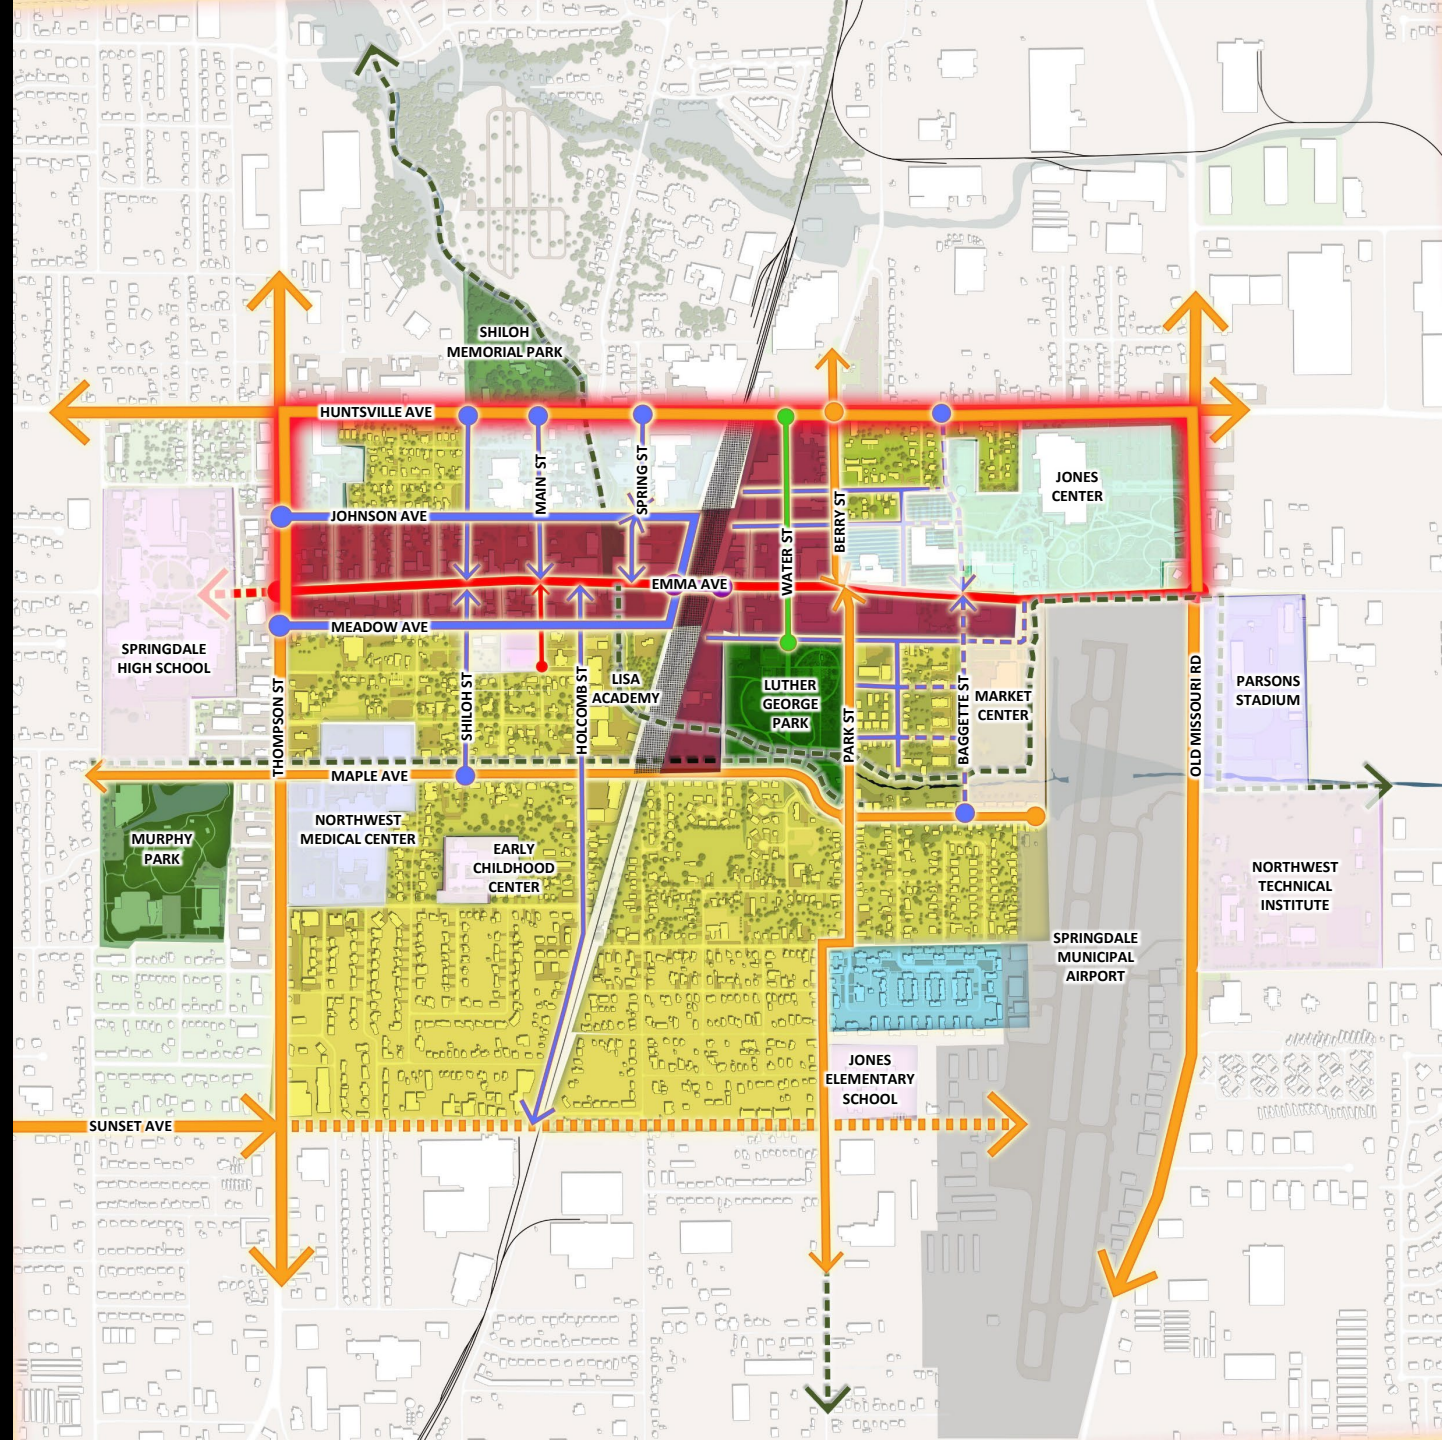 SHILOH
MEMORIAL PARK
HUNTSVILLE AVE
MAIN ST
SPRING ST
JONES
CENTER
JOHNSON AVE
BERRY ST
WATER ST
EMMA AVE
MEADOW AVE
SPRINGDALE
HIGH SCHOOL
THOMPSON ST
SHILOH ST
HOLCOMB ST
LISA
ACADEMY
LUTHER
GEORGE
PARK
PARK ST
BAGGETTE ST
MARKET
CENTER
OLD MISSOURI RD
PARSONS
STADIUM
MAPLE AVE
MURPHY
PARK
NORTHWEST
MEDICAL CENTER
EARLY
CHILDHOOD
CENTER
NORTHWEST
TECHNICAL
INSTITUTE
SPRINGDALE
MUNICIPAL
AIRPORT
JONES
ELEMENTARY
SCHOOL
SUNSET AVE